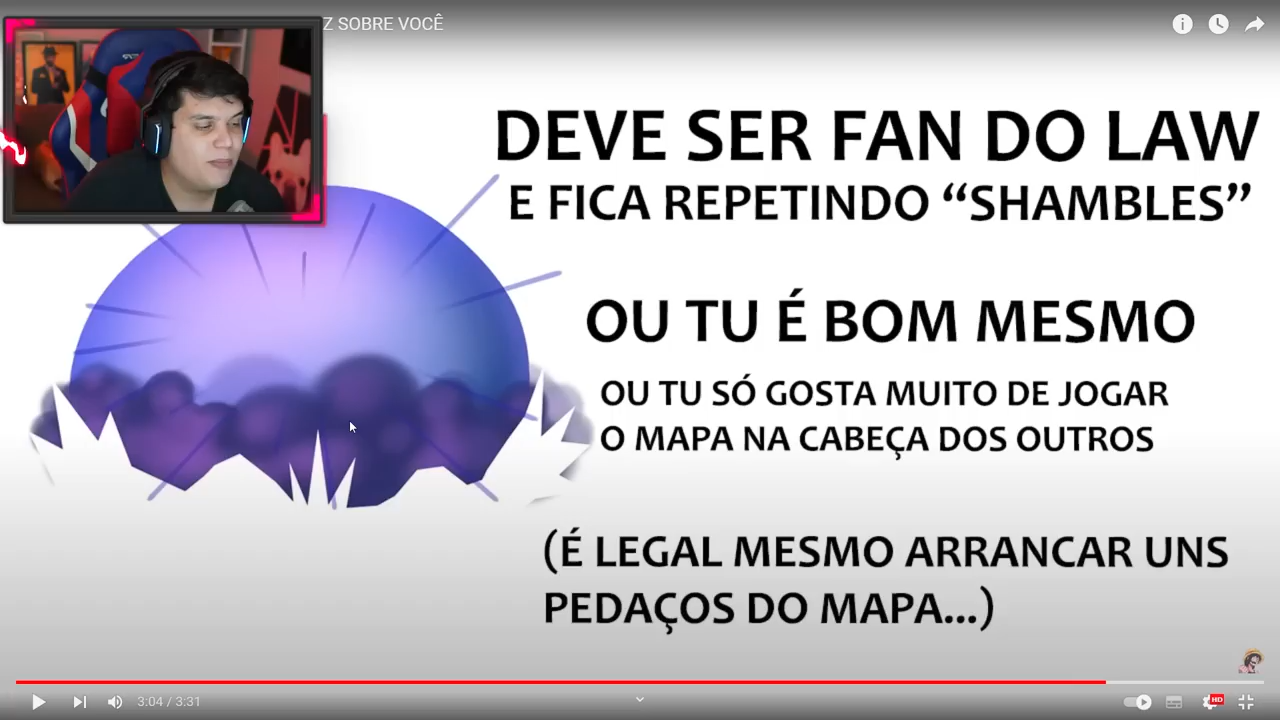 Z SOBRE VOCÊ
DEVE SER FAN DO LAW
E FICA REPETINDO “SHAMBLES”
OU TU É BOM MESMO
OU TU SÓ GOSTA MUITO DE JOGAR
O MAPA NA CABEÇA DOS OUTROS
(É LEGAL MESMO ARRANCAR UNS
PEDAÇOS DO MAPA...)
3:04 / 3:31
HD